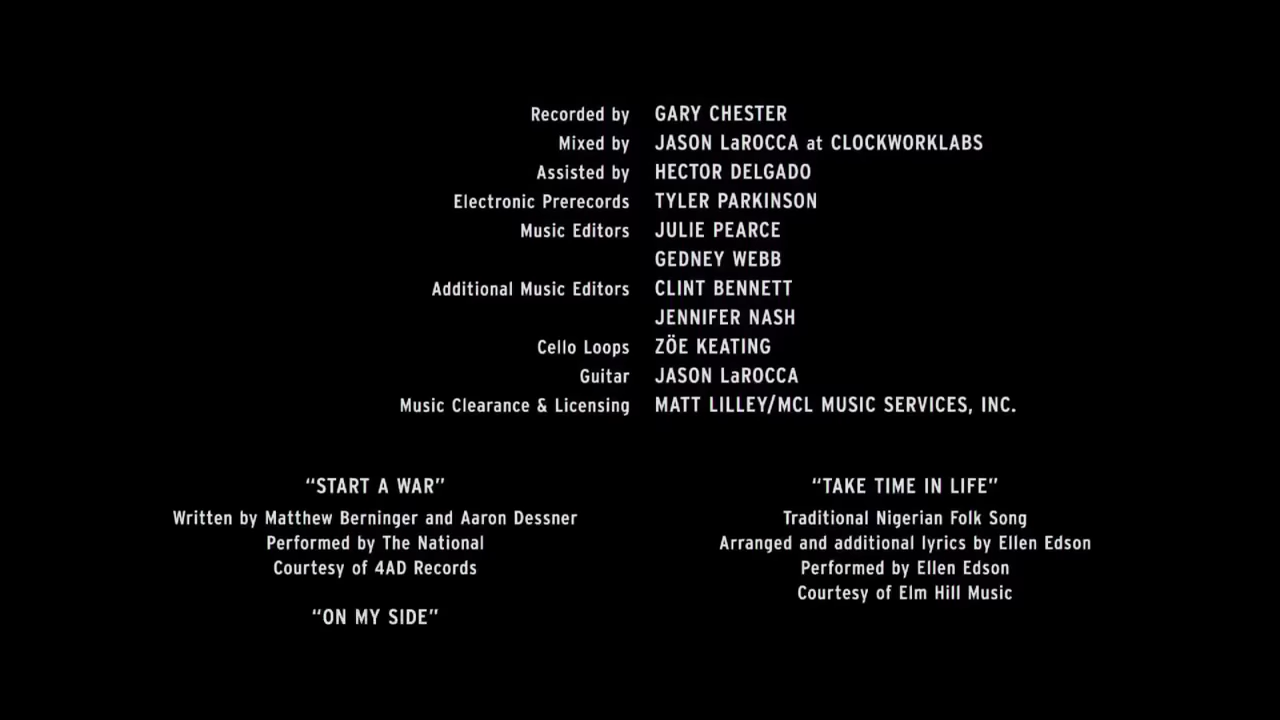 Recorded by GARY CHESTER
Mixed by JASON LaROCCA at CLOCKWORKLABS
Assisted by HECTOR DELGADO
Electronic Prerecords TYLER PARKINSON
Music Editors JULIE PEARCE
GEDNEY WEBB
Additional Music Editors CLINT BENNETT
JENNIFER NASH
Cello Loops ZÖE KEATING
Guitar JASON LaROCCA
Music Clearance & Licensing MATT LILLEY/MCL MUSIC SERVICES, INC.
“START A WAR”
Written by Matthew Berninger and Aaron Dessner
Performed by The National
Courtesy of 4AD Records
“ON MY SIDE”
“TAKE TIME IN LIFE”
Traditional Nigerian Folk Song
Arranged and additional lyrics by Ellen Edson
Performed by Ellen Edson
Courtesy of Elm Hill Music